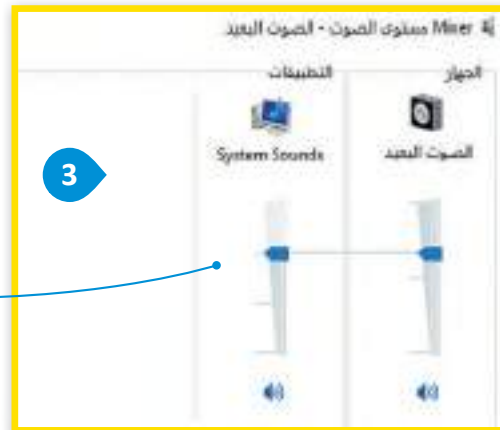 Mixer مستوى الصوت - الصوت البعيد
الجهاز
التطبيقات
الصوت البعيد
System Sounds
3